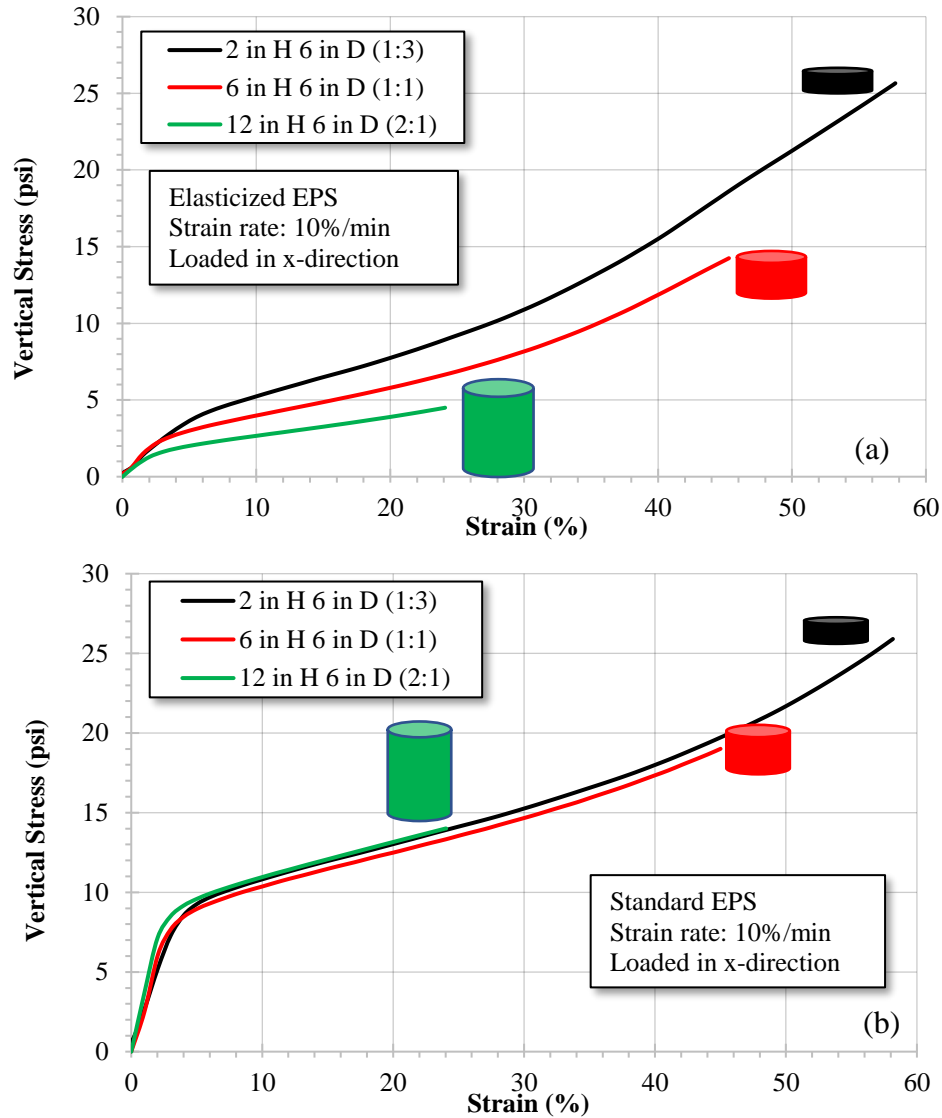 30
25
20
15
10
5
0
Vertical Stress (psi)
2 in H 6 in D (1:3)
6 in H 6 in D (1:1)
12 in H 6 in D (2:1)
Elasticized EPS
Strain rate: 10%/min
Loaded in x-direction
(a)
0 10 20 30 40 50 60
Strain (%)
30
25
20
15
10
5
0
Vertical Stress (psi)
2 in H 6 in D (1:3)
6 in H 6 in D (1:1)
12 in H 6 in D (2:1)
Standard EPS
Strain rate: 10%/min
Loaded in x-direction
(b)
0 10 20 30 40 50 60
Strain (%)